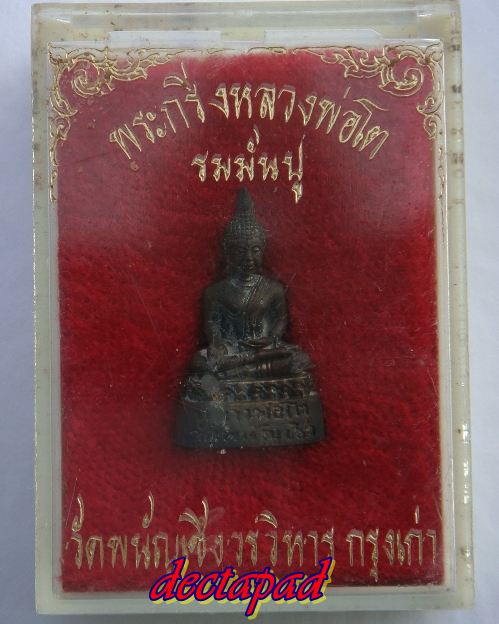 พระกริ่งหลวงพ่อโต
รมมันปู
วัดพนัญเชิงวรวิหาร กรุงเก่า
dectapad